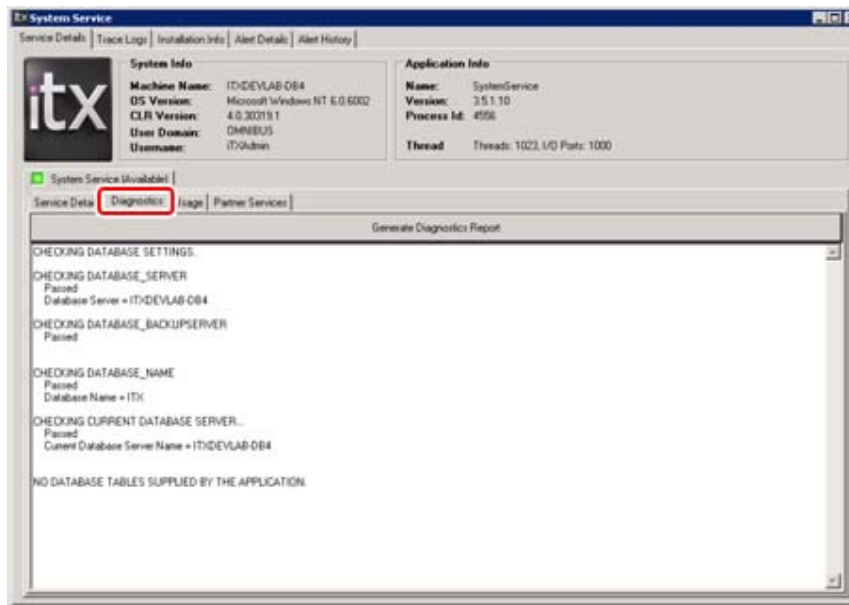 itx System Service
Service Details Trace Logs Installation Info Alert Details Alert History
itx
System Info
Machine Name: ITXDEVLAB-DB4
OS Version: Microsoft Windows NT 6.0.6002
CLR Version: 4.0.30319.1
User Domain: OMNIBUS
Username: iTXAdmin
Application Info
Name: SystemService
Version: 3.5.1.10
Process Id: 4556
Thread Threads: 1023, I/O Ports: 1000
System Service (Available)
Service Deta Diagnostics Usage Partner Services
Generate Diagnostics Report
CHECKING DATABASE SETTINGS.
CHECKING DATABASE_SERVER
Passed
Database Server = ITXDEVLAB-DB4
CHECKING DATABASE_BACKUPSERVER
Passed
CHECKING DATABASE_NAME
Passed
Database Name = ITX
CHECKING CURRENT DATABASE SERVER...
Passed
Current Database Server Name = ITXDEVLAB-DB4
NO DATABASE TABLES SUPPLIED BY THE APPLICATION.